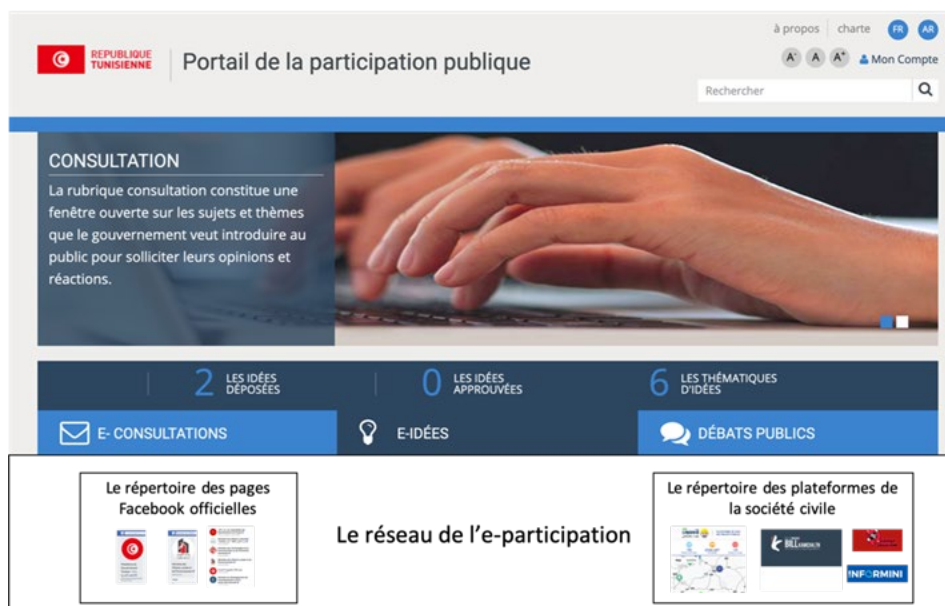 à propos charte FR AR
REPUBLIQUE
TUNISIENNE
Portail de la participation publique
A- A A+ Mon Compte
Rechercher
CONSULTATION
La rubrique consultation constitue une
fenêtre ouverte sur les sujets et thèmes
que le gouvernement veut introduire au
public pour solliciter leurs opinions et
réactions.
2 LES IDÉES
DÉPOSÉES
0 LES IDÉES
APPROUVÉES
6 LES THÉMATIQUES
D'IDÉES
E- CONSULTATIONS
E-IDÉES
DÉBATS PUBLICS
Le répertoire des pages
Facebook officielles
Le réseau de l'e-participation
Le répertoire des plateformes de
la société civile
INFORMINI